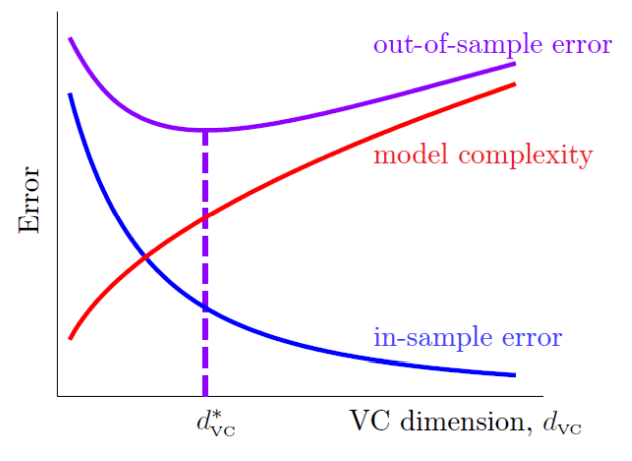 out-of-sample error
model complexity
Error
in-sample error
d*VC
VC dimension, dVC